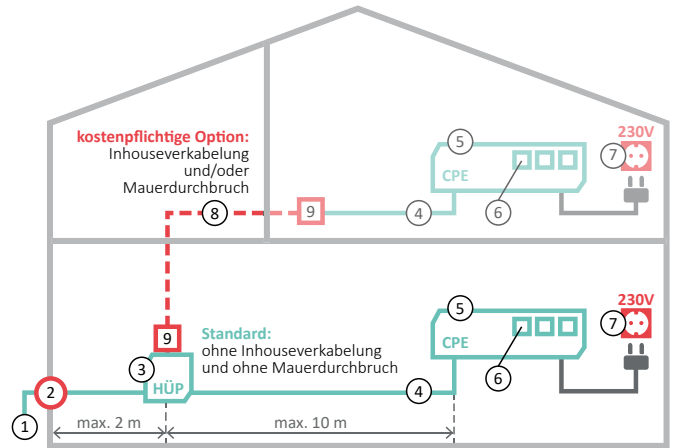 kostenpflichtige Option:
Inhouseverkabelung
und/oder
Mauerdurchbruch
8
9
4
5
CPE
6
230V
7
9
3
HÜP
Standard:
ohne Inhouseverkabelung
und ohne Mauerdurchbruch
5
CPE
6
230V
7
2
1
4
max. 2 m
max. 10 m